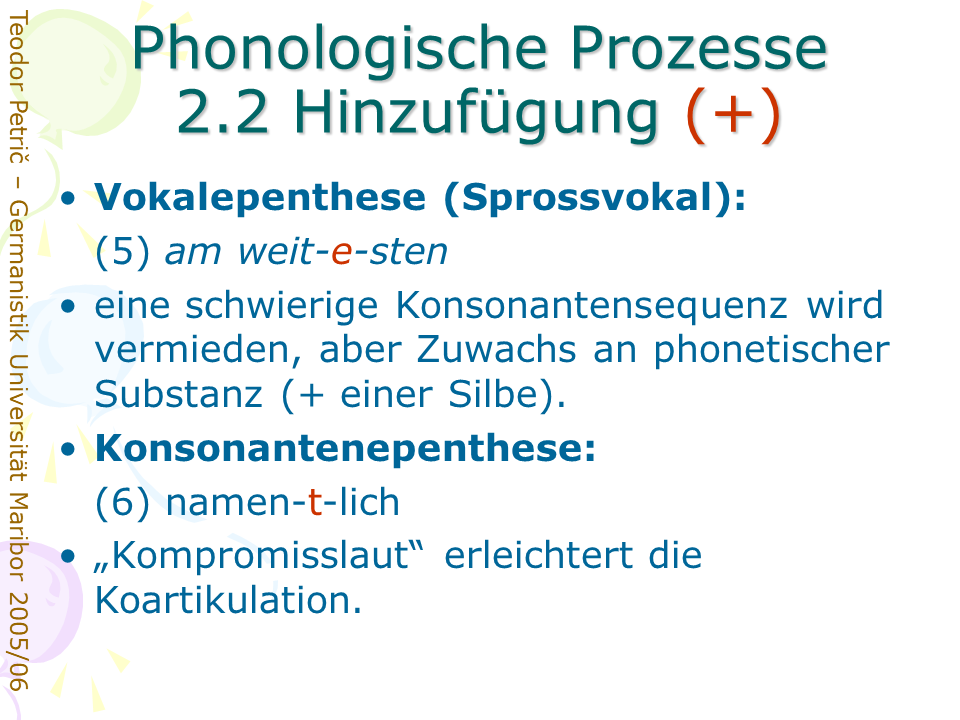 Phonologische Prozesse
2.2 Hinzufügung (+)
• Vokalepenthese (Sprossvokal):
(5) am weit-e-sten
• eine schwierige Konsonantensequenz wird
vermieden, aber Zuwachs an phonetischer
Substanz (+ einer Silbe).
• Konsonantenepenthese:
(6) namen-t-lich
• „Kompromisslaut“ erleichtert die
Koartikulation.
Teodor Petrič – Germanistik Universität Maribor 2005/06